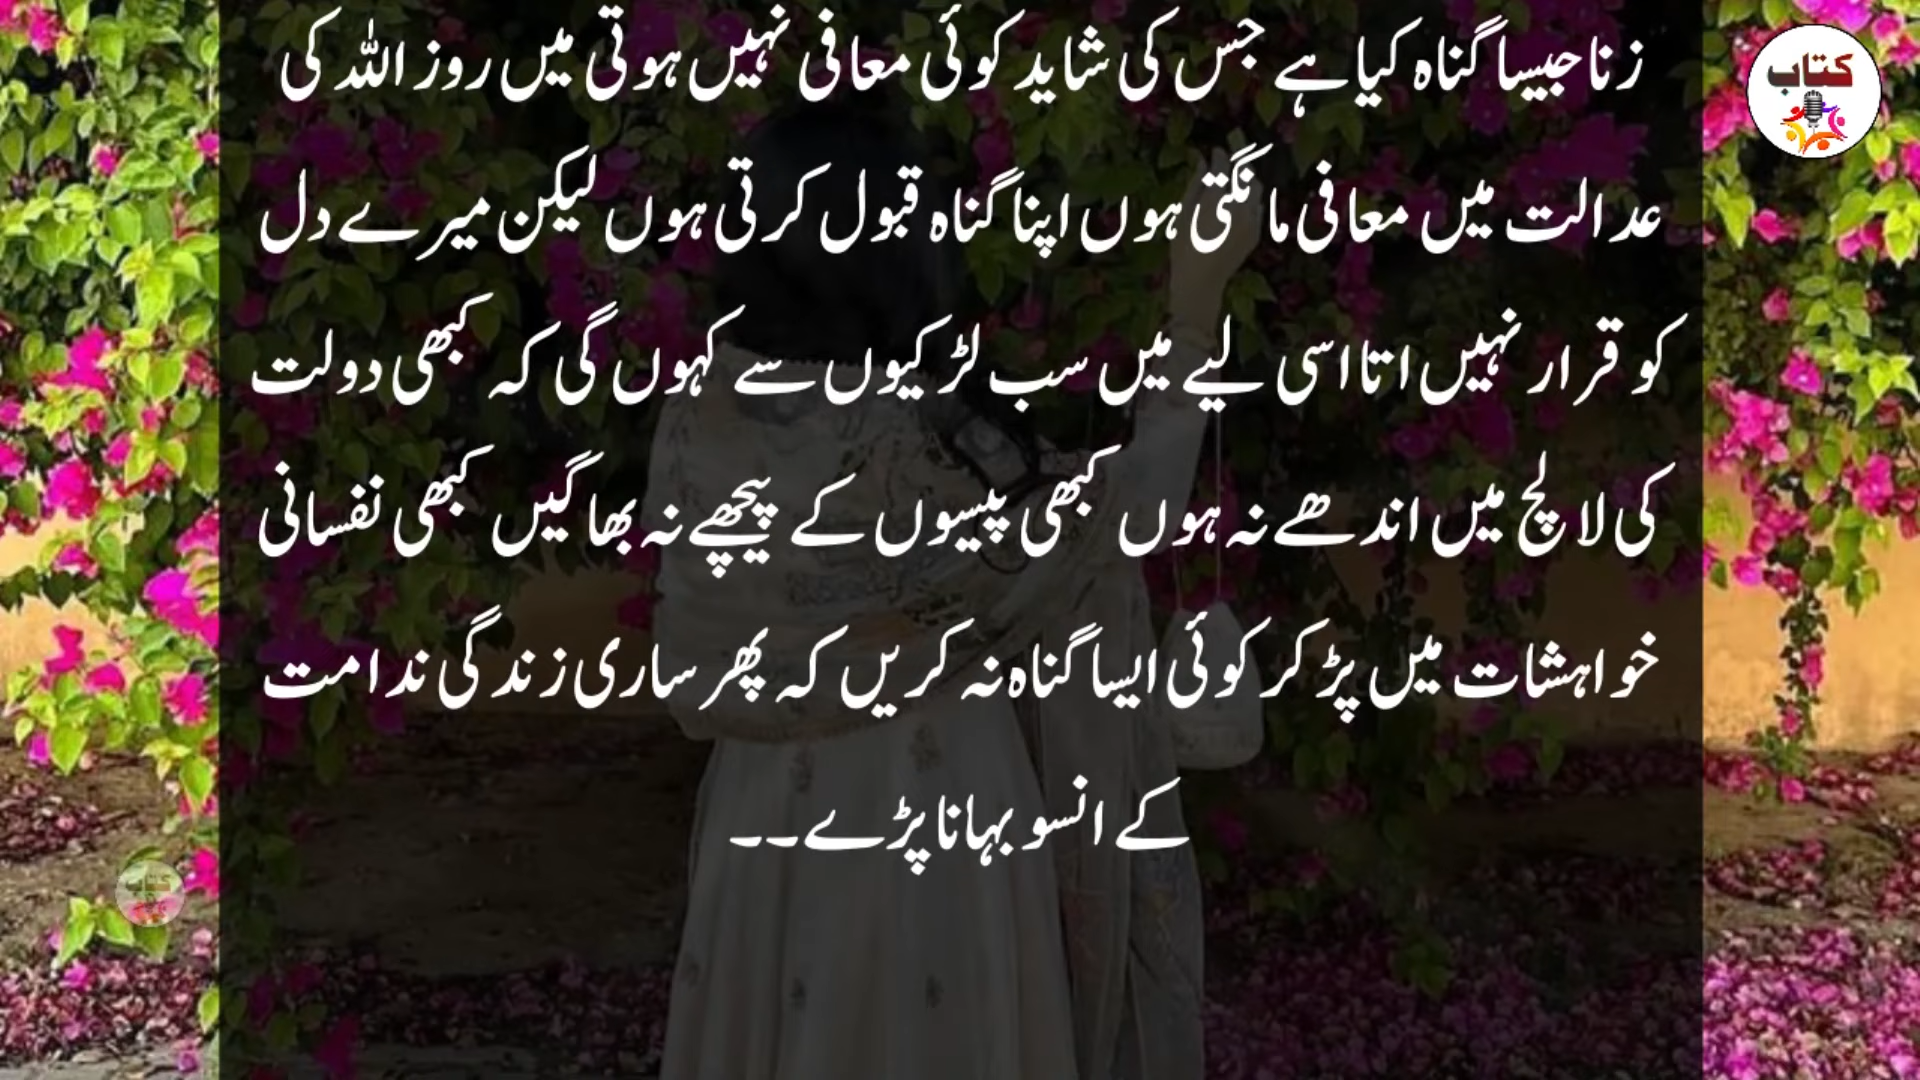 زنا جیسا گناہ کیا ہے جس کی شاید کوئی معافی نہیں ہوتی میں روز اللہ کی
عدالت میں معافی مانگتی ہوں اپنا گناہ قبول کرتی ہوں لیکن میرے دل
کو قرار نہیں اتا اسی لیے میں سب لڑکیوں سے کہوں گی کہ کبھی دولت
کی لالچ میں اندھے نہ ہوں کبھی پیسوں کے پیچھے نہ بھاگیں کبھی نفسانی
خواہشات میں پڑ کر کوئی ایسا گناہ نہ کریں کہ پھر ساری زندگی ندامت
کے انسو بہانا پڑے۔۔
کتاب
کتاب